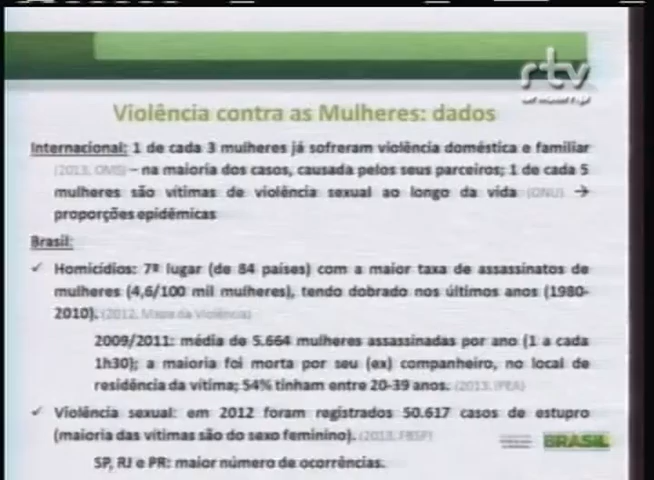 rtv
unicamp
Violência contra as Mulheres: dados
Internacional: 1 de cada 3 mulheres já sofreram violência doméstica e familiar
(2013, OMS) – na maioria dos casos, causada pelos seus parceiros; 1 de cada 5
mulheres são vítimas de violência sexual ao longo da vida (ONU) →
proporções epidêmicas
Brasil:
✓ Homicídios: 7º lugar (de 84 países) com a maior taxa de assassinatos de
mulheres (4,6/100 mil mulheres), tendo dobrado nos últimos anos (1980-
2010). (2012, Mapa da Violência)
2009/2011: média de 5.664 mulheres assassinadas por ano (1 a cada
1h30); a maioria foi morta por seu (ex) companheiro, no local de
residência da vítima; 54% tinham entre 20-39 anos. (2013, IPEA)
✓ Violência sexual: em 2012 foram registrados 50.617 casos de estupro
(maioria das vítimas são do sexo feminino). (2013, FBSP)
BRASIL
SP, RJ e PR: maior número de ocorrências.